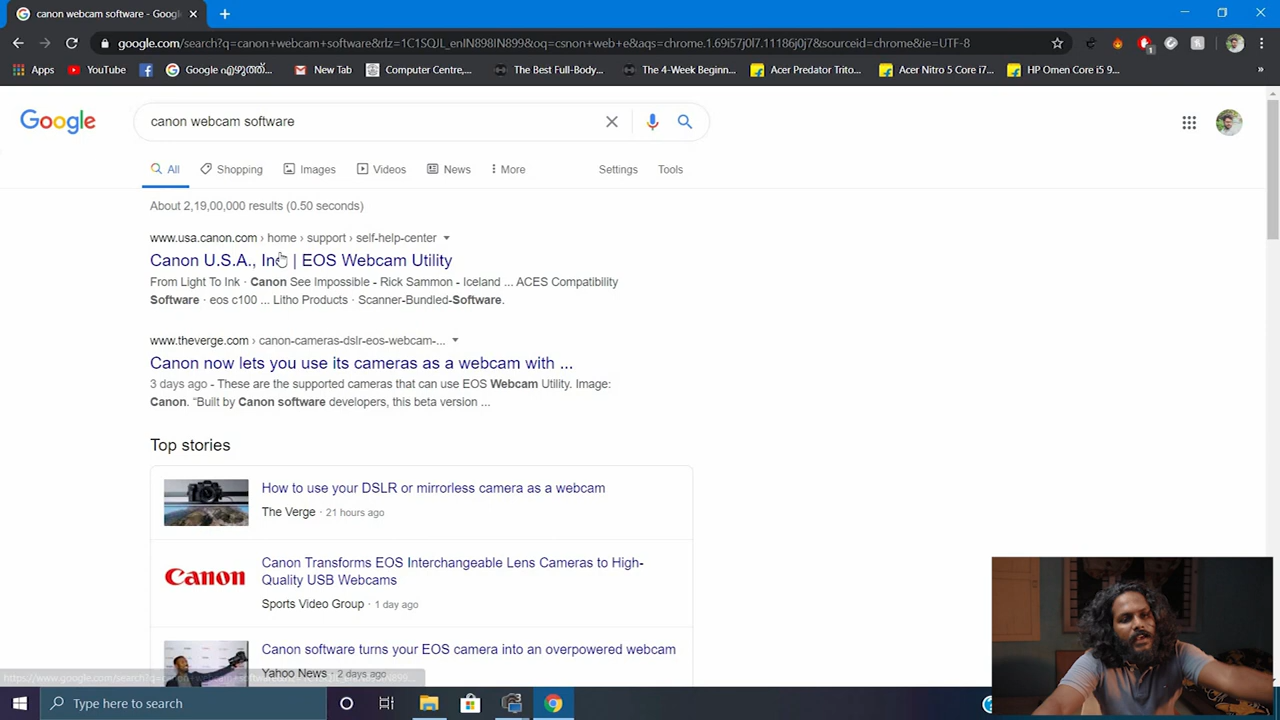 canon webcam software - Google
google.com/search?q=canon+webcam+software&rlz=1C1SQJL_enIN898IN899&oq=csnon+web+e&aqs=chrome.1.69i57j0l7.11186j0j7&sourceid=chrome&ie=UTF-8
Apps YouTube Google എഴുത്ത്... New Tab Computer Centre,... The Best Full-Body... The 4-Week Beginn... Acer Predator Trito... Acer Nitro 5 Core i7... HP Omen Core i5 9...
Google canon webcam software
All Shopping Images Videos News More Settings Tools
About 2,19,00,000 results (0.50 seconds)
www.usa.canon.com › home › support › self-help-center
Canon U.S.A., Inc | EOS Webcam Utility
From Light To Ink · Canon See Impossible - Rick Sammon - Iceland ... ACES Compatibility
Software · eos c100 ... Litho Products · Scanner-Bundled-Software.
www.theverge.com › canon-cameras-dslr-eos-webcam-...
Canon now lets you use its cameras as a webcam with ...
3 days ago - These are the supported cameras that can use EOS Webcam Utility. Image:
Canon. “Built by Canon software developers, this beta version ...
Top stories
How to use your DSLR or mirrorless camera as a webcam
The Verge · 21 hours ago
Canon
Canon Transforms EOS Interchangeable Lens Cameras to High-
Quality USB Webcams
Sports Video Group · 1 day ago
Canon software turns your EOS camera into an overpowered webcam
Yahoo News · 2 days ago
Type here to search